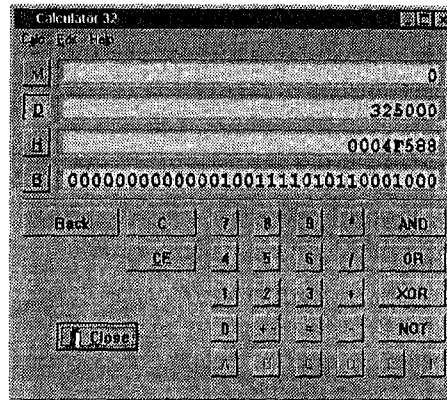 Calculator 32
Calc Edit Help
M 0
D 325000
H 0004F588
B 00000000000001001111010110001000
Back C 7 8 9 * AND
CE 4 5 6 / OR
1 2 3 + XOR
Close 0 +- = - NOT
A B C D E F